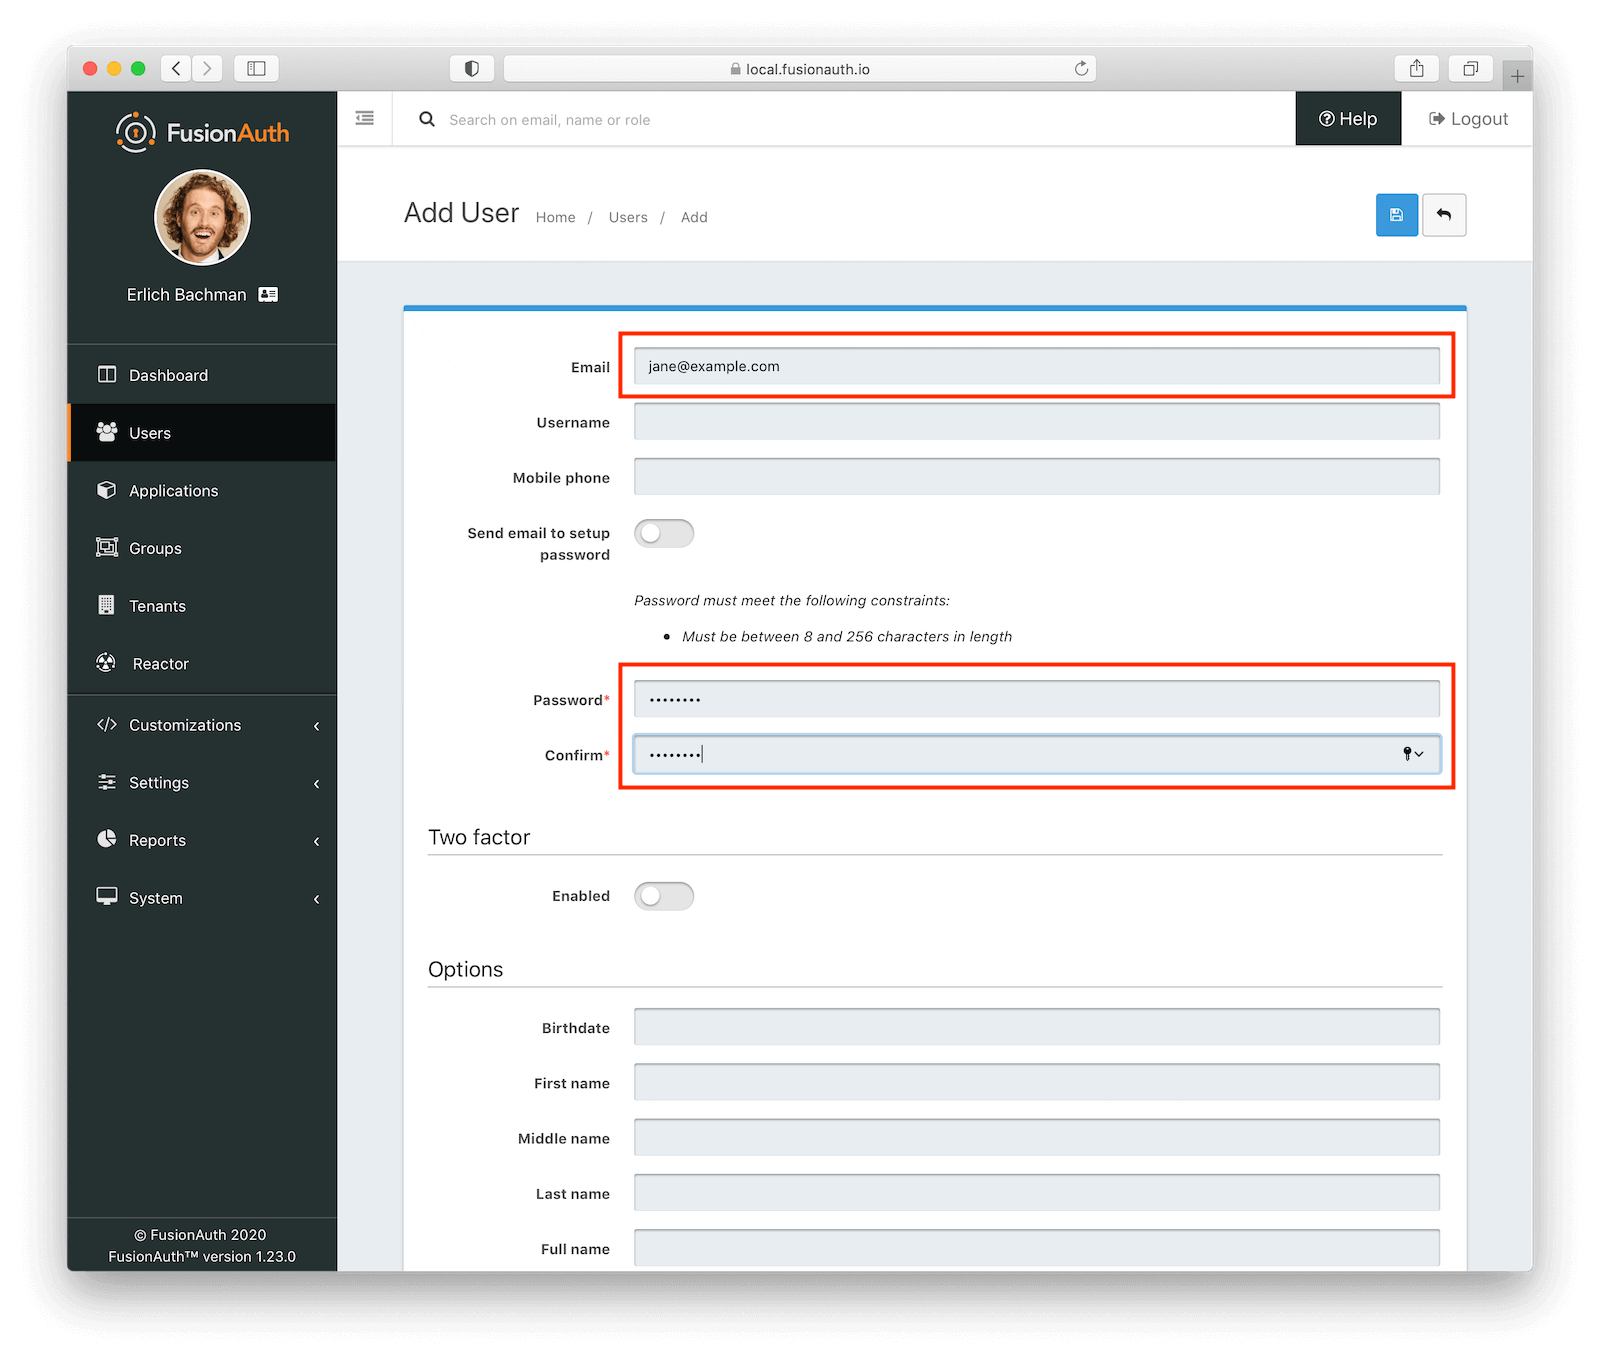 local.fusionauth.io
FusionAuth
Search on email, name or role
Help
Logout
Erlich Bachman
Dashboard
Users
Applications
Groups
Tenants
Reactor
Customizations
Settings
Reports
System
© FusionAuth 2020
FusionAuth™ version 1.23.0
Add User
Home / Users / Add
Email jane@example.com
Username
Mobile phone
Send email to setup
password
Password must meet the following constraints:
• Must be between 8 and 256 characters in length
Password* ••••••••
Confirm* ••••••••
Two factor
Enabled
Options
Birthdate
First name
Middle name
Last name
Full name